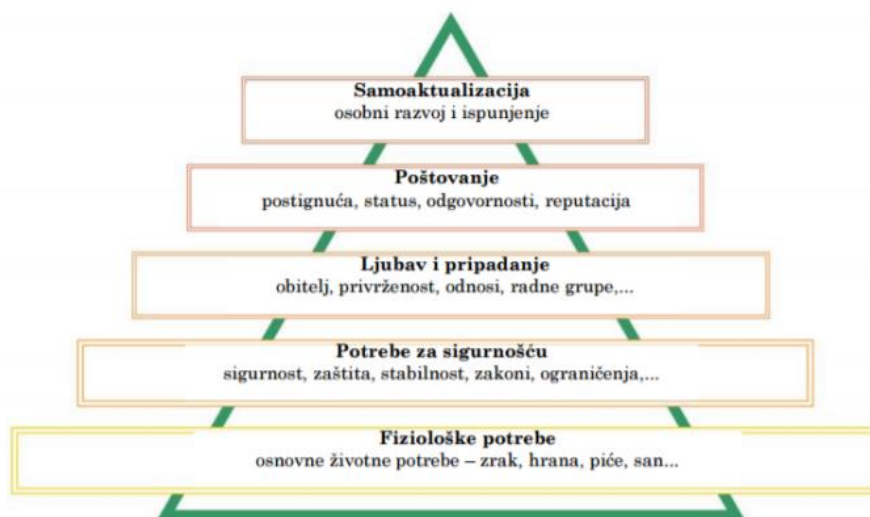 Samoaktualizacija
osobni razvoj i ispunjenje
Poštovanje
postignuća, status, odgovornosti, reputacija
Ljubav i pripadanje
obitelj, privrženost, odnosi, radne grupe,...
Potrebe za sigurnošću
sigurnost, zaštita, stabilnost, zakoni, ograničenja,...
Fiziološke potrebe
osnovne životne potrebe – zrak, hrana, piće, san...